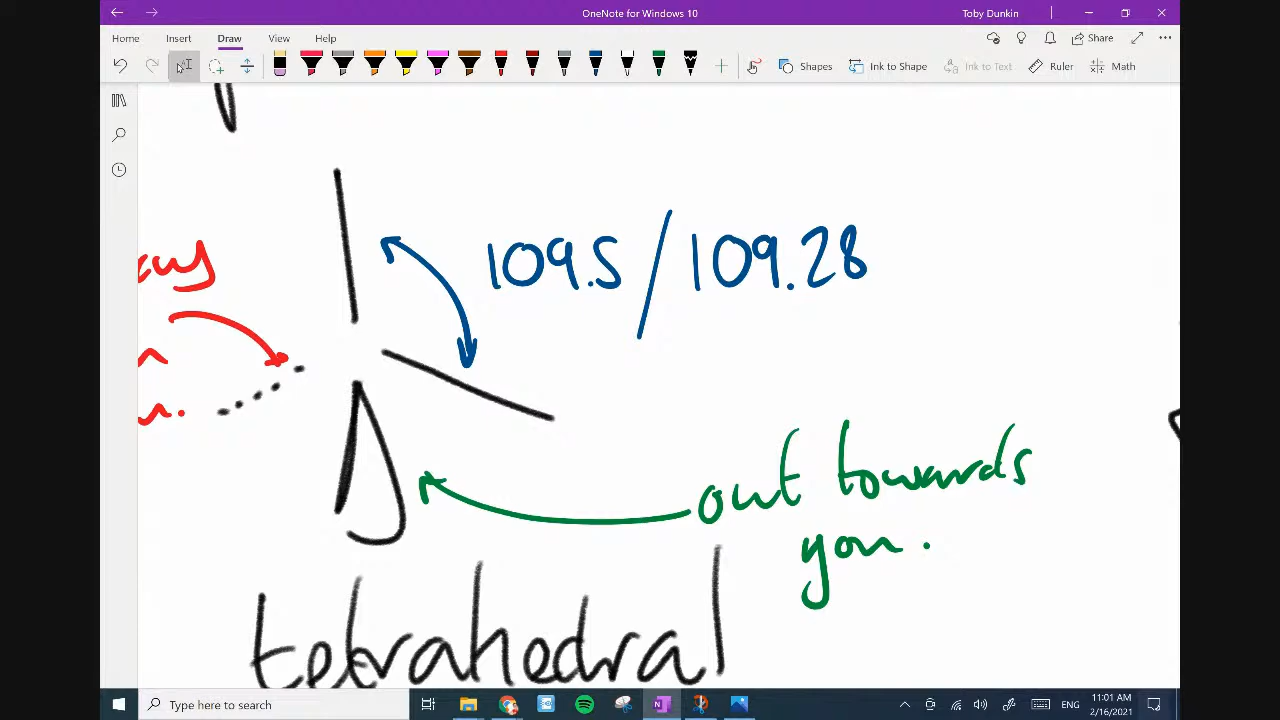 OneNote for Windows 10
Toby Dunkin
Home
Insert
Draw
View
Help
Share
Shapes
Ink to Shape
Ink to Text
Ruler
Math
109.5/109.28
out towards
you.
tetrahedral
Type here to search
ENG
11:01 AM
2/16/2021